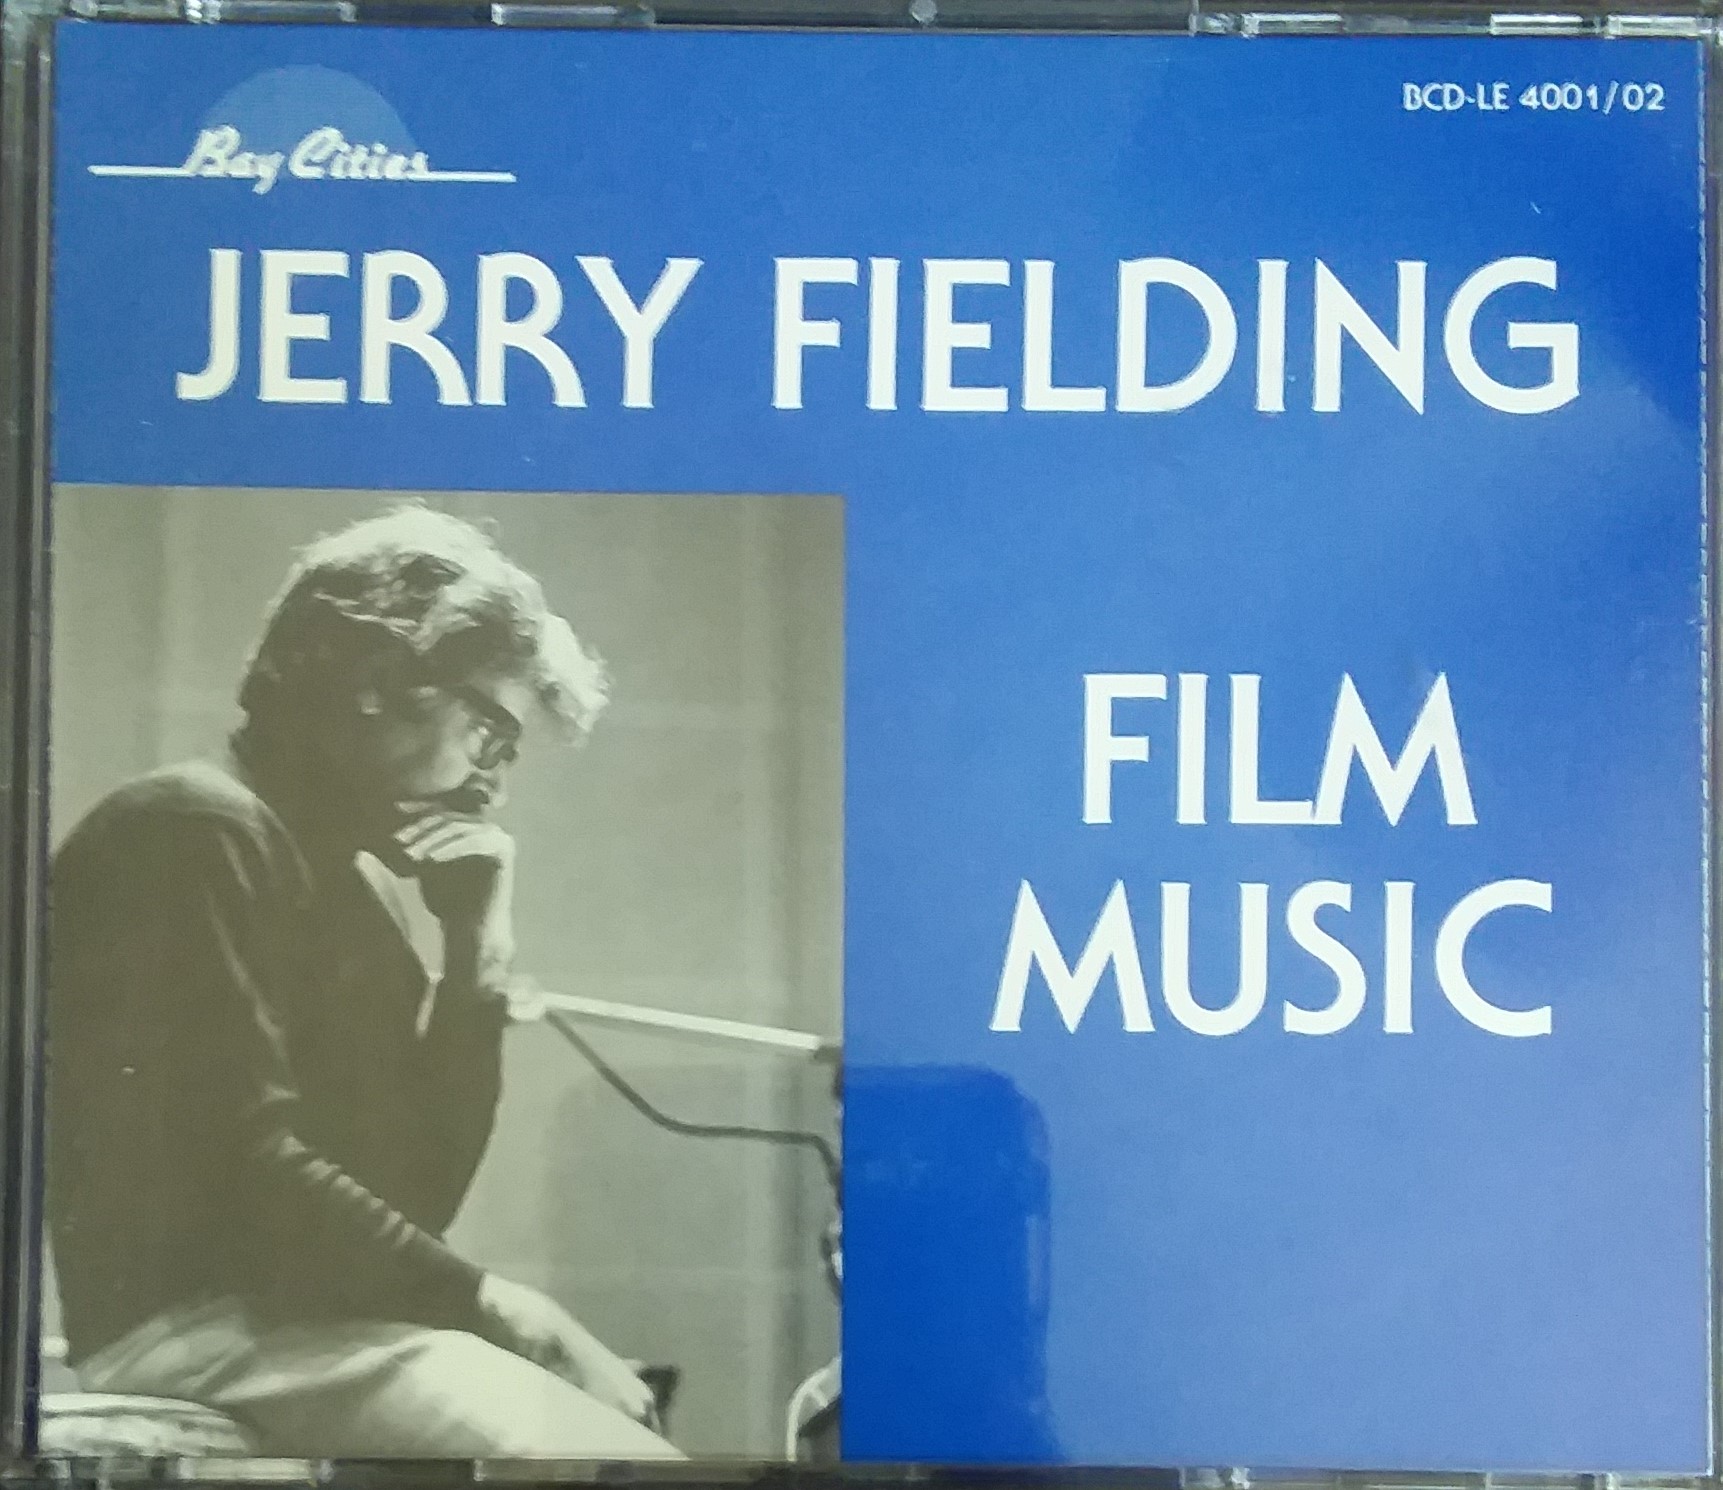 Bay Cities
BCD-LE 4001/02
JERRY FIELDING
FILM
MUSIC